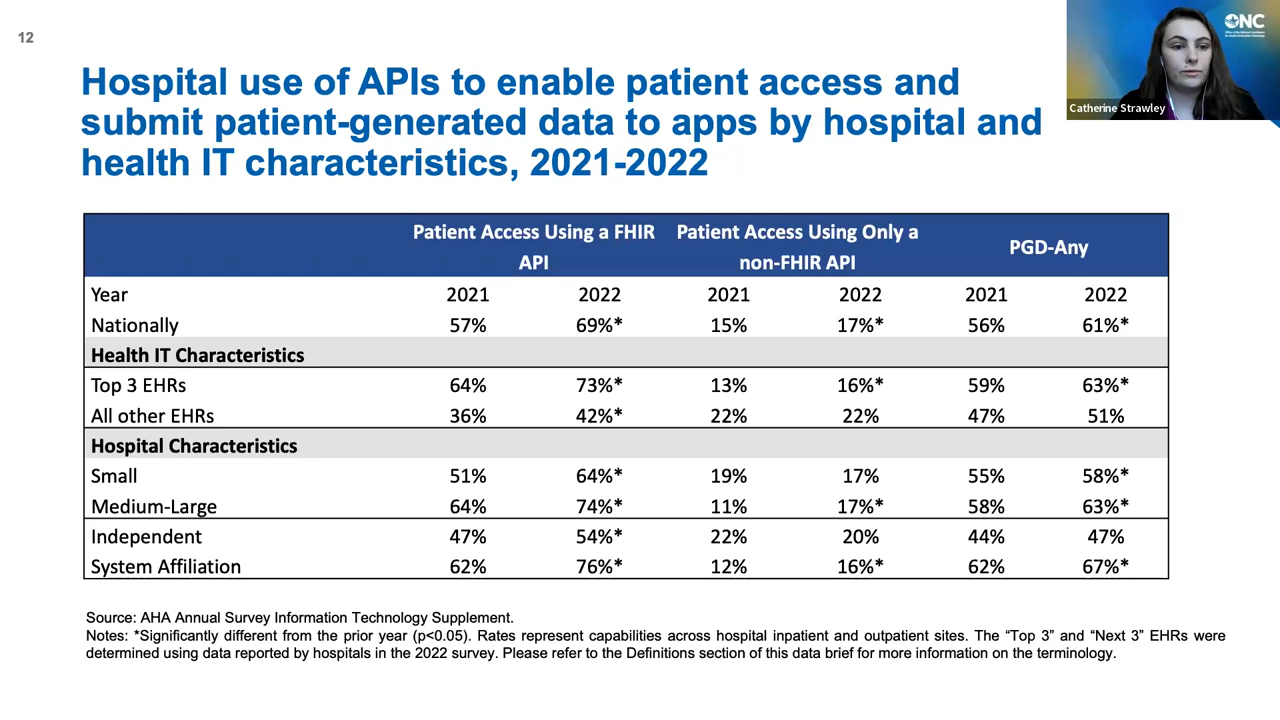 12
ONC
Catherine Strawley
Hospital use of APIs to enable patient access and
submit patient-generated data to apps by hospital and
health IT characteristics, 2021-2022
Patient Access Using a FHIR API Patient Access Using Only a non-FHIR API PGD-Any
Year 2021 2022 2021 2022 2021 2022
Nationally 57% 69%* 15% 17%* 56% 61%*
Health IT Characteristics
Top 3 EHRs 64% 73%* 13% 16%* 59% 63%*
All other EHRs 36% 42%* 22% 22% 47% 51%
Hospital Characteristics
Small 51% 64%* 19% 17% 55% 58%*
Medium-Large 64% 74%* 11% 17%* 58% 63%*
Independent 47% 54%* 22% 20% 44% 47%
System Affiliation 62% 76%* 12% 16%* 62% 67%*
Source: AHA Annual Survey Information Technology Supplement.
Notes: *Significantly different from the prior year (p<0.05). Rates represent capabilities across hospital inpatient and outpatient sites. The “Top 3” and “Next 3” EHRs were
determined using data reported by hospitals in the 2022 survey. Please refer to the Definitions section of this data brief for more information on the terminology.